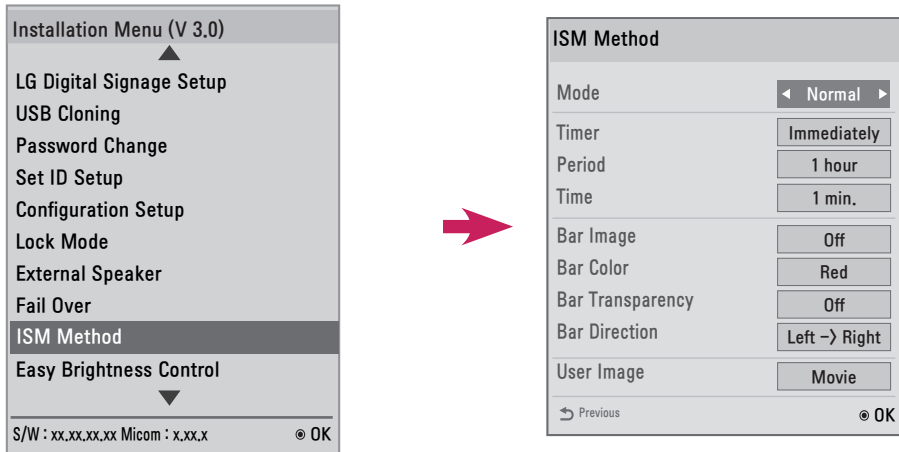 Installation Menu (V 3.0)
LG Digital Signage Setup
USB Cloning
Password Change
Set ID Setup
Configuration Setup
Lock Mode
External Speaker
Fail Over
ISM Method
Easy Brightness Control
S/W : xx.xx.xx.xx Micom : x.xx.x ◉ OK
ISM Method
Mode ◀ Normal ▶
Timer Immediately
Period 1 hour
Time 1 min.
Bar Image Off
Bar Color Red
Bar Transparency Off
Bar Direction Left -> Right
User Image Movie
Previous ◉ OK